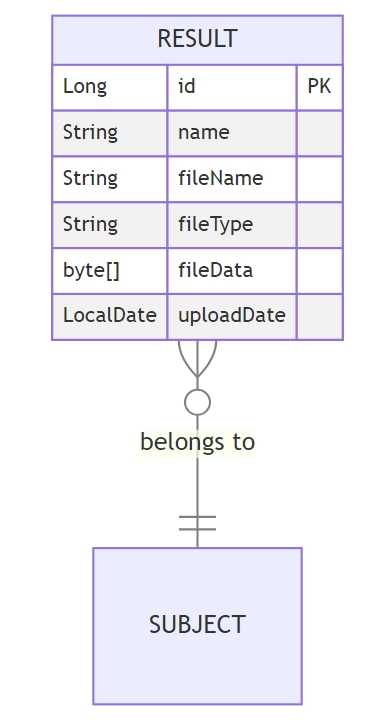 RESULT
Long id PK
String name
String fileName
String fileType
byte[] fileData
LocalDate uploadDate
belongs to
SUBJECT